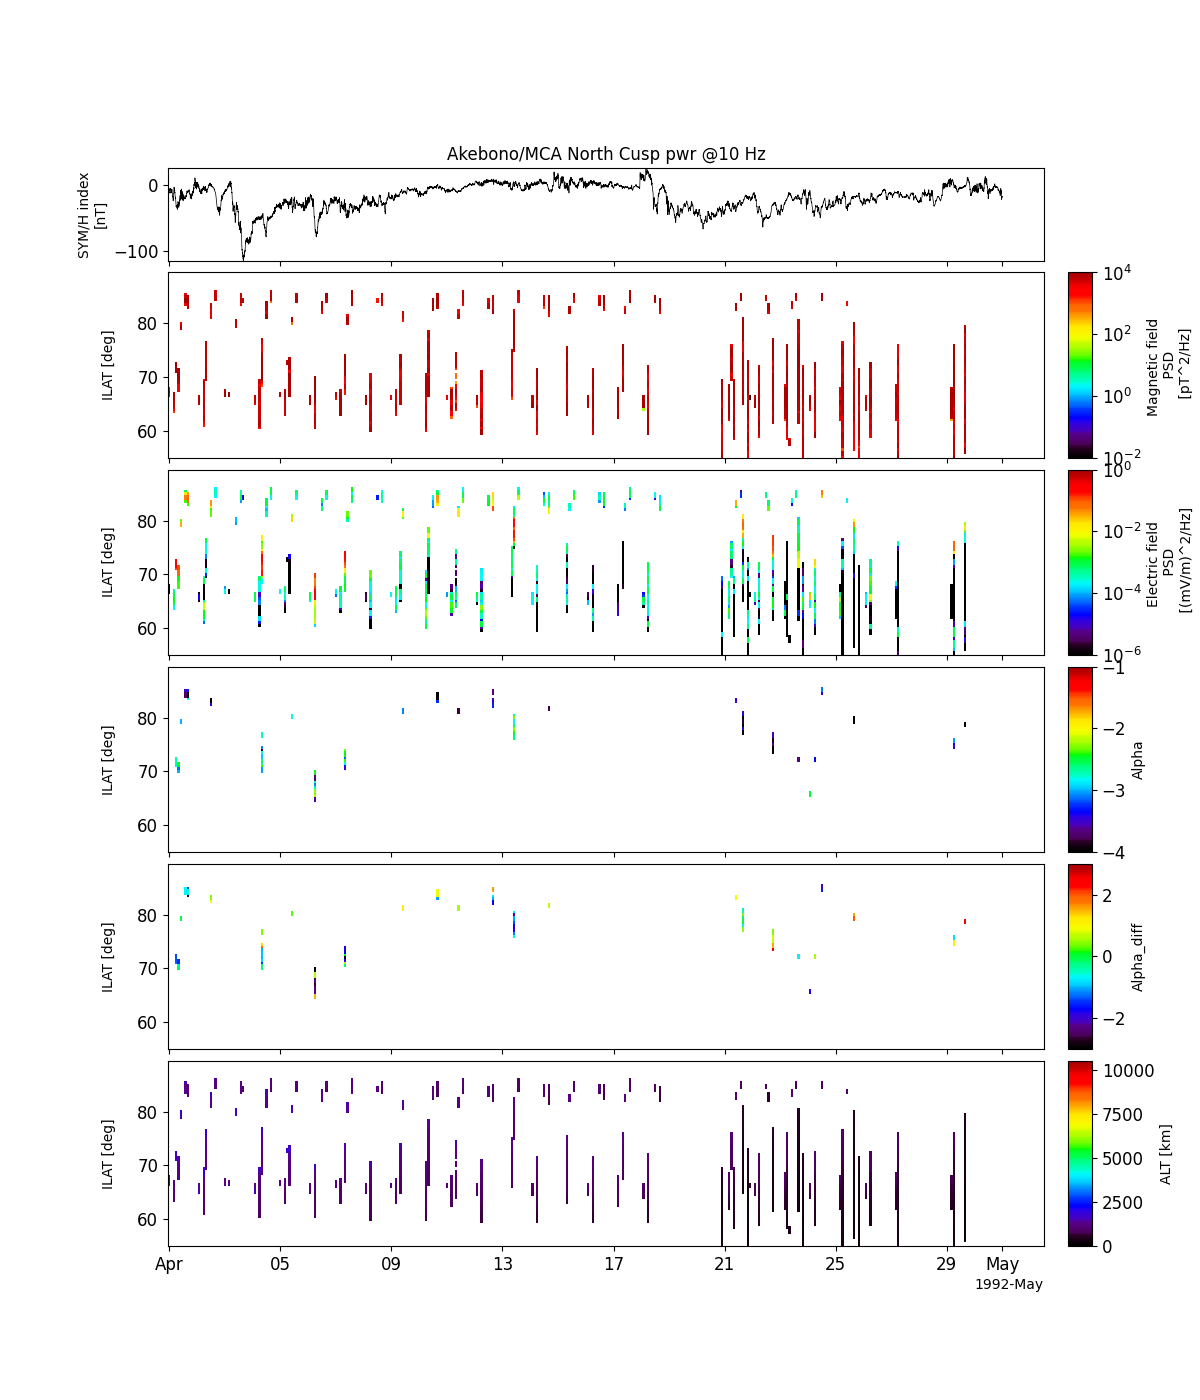 Akebono/MCA North Cusp pwr @10 Hz
SYM/H index
[nT]
0
−100
ILAT [deg]
80
70
60
10^4
10^2
10^0
10^−2
Magnetic field
PSD
[pT^2/Hz]
ILAT [deg]
80
70
60
10^0
10^−2
10^−4
10^−6
Electric field
PSD
[(mV/m)^2/Hz]
ILAT [deg]
80
70
60
−1
−2
−3
−4
Alpha
ILAT [deg]
80
70
60
2
0
−2
Alpha_diff
ILAT [deg]
80
70
60
10000
7500
5000
2500
0
ALT [km]
Apr 05 09 13 17 21 25 29 May
1992-May